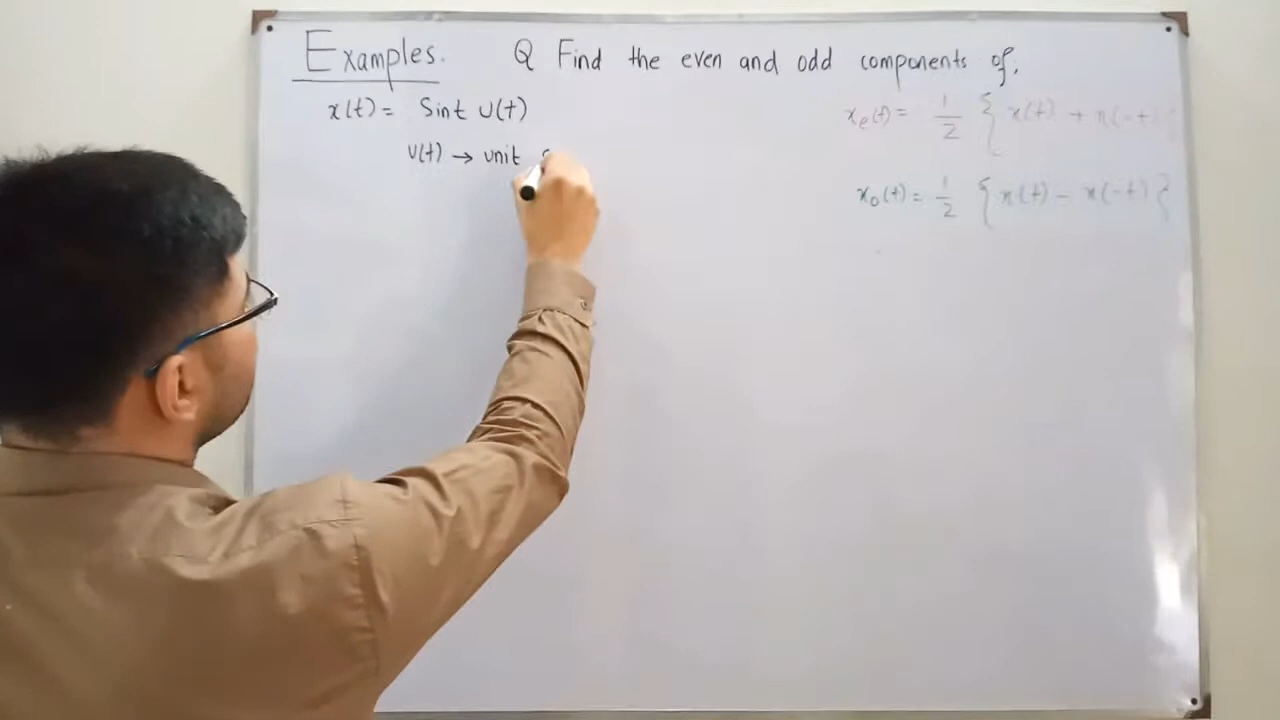 Examples. Q Find the even and odd components of.
x(t) = Sint U(t)
U(t) → unit
xe(t) = 1/2 { x(t) + x(-t)
xo(t) = 1/2 { x(t) - x(-t) }